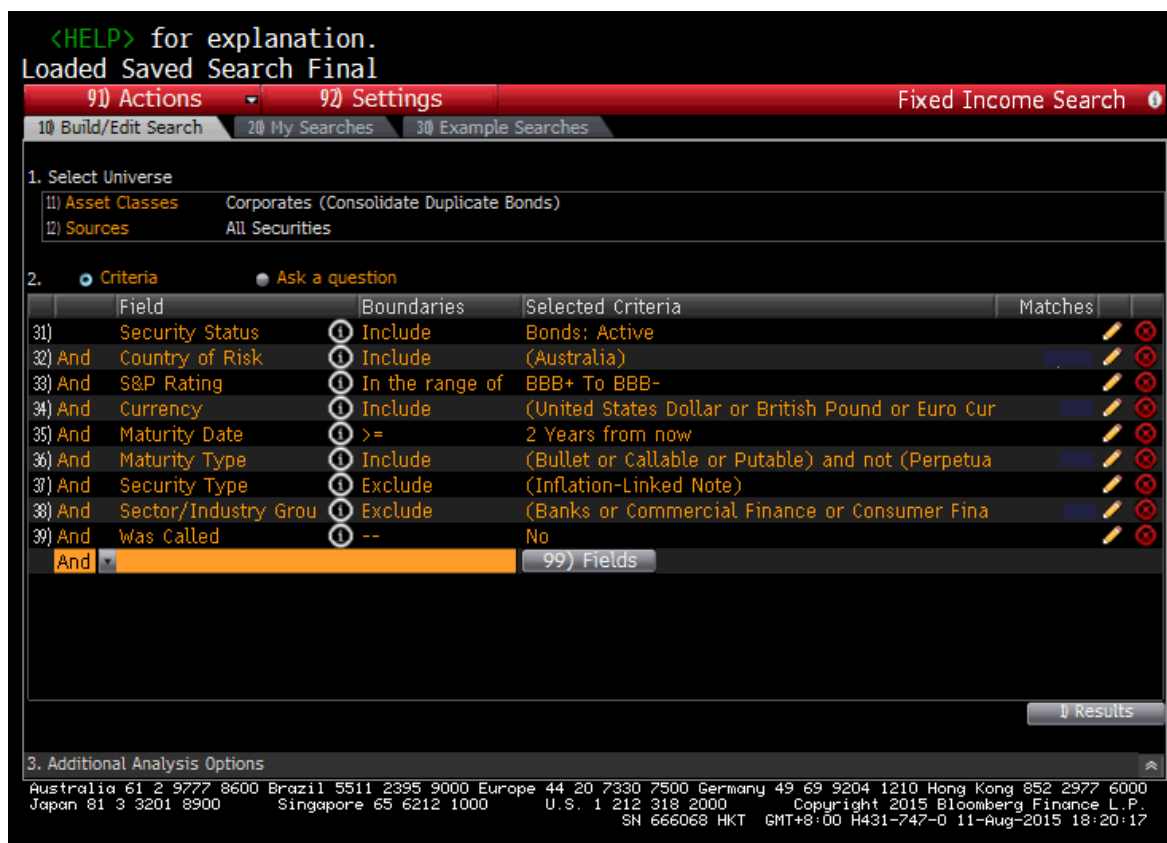 <HELP> for explanation.
Loaded Saved Search Final
91) Actions 92) Settings Fixed Income Search
10) Build/Edit Search 20) My Searches 30) Example Searches
1. Select Universe
11) Asset Classes Corporates (Consolidate Duplicate Bonds)
12) Sources All Securities
2. Criteria Ask a question
Field Boundaries Selected Criteria Matches
31) Security Status Include Bonds: Active
32) And Country of Risk Include (Australia)
33) And S&P Rating In the range of BBB+ To BBB-
34) And Currency Include (United States Dollar or British Pound or Euro Cur
35) And Maturity Date >= 2 Years from now
36) And Maturity Type Include (Bullet or Callable or Putable) and not (Perpetua
37) And Security Type Exclude (Inflation-Linked Note)
38) And Sector/Industry Grou Exclude (Banks or Commercial Finance or Consumer Fina
39) And Was Called -- No
And 99) Fields
1) Results
3. Additional Analysis Options
Australia 61 2 9777 8600 Brazil 5511 2395 9000 Europe 44 20 7330 7500 Germany 49 69 9204 1210 Hong Kong 852 2977 6000
Japan 81 3 3201 8900 Singapore 65 6212 1000 U.S. 1 212 318 2000 Copyright 2015 Bloomberg Finance L.P.
SN 666068 HKT GMT+8:00 H431-747-0 11-Aug-2015 18:20:17